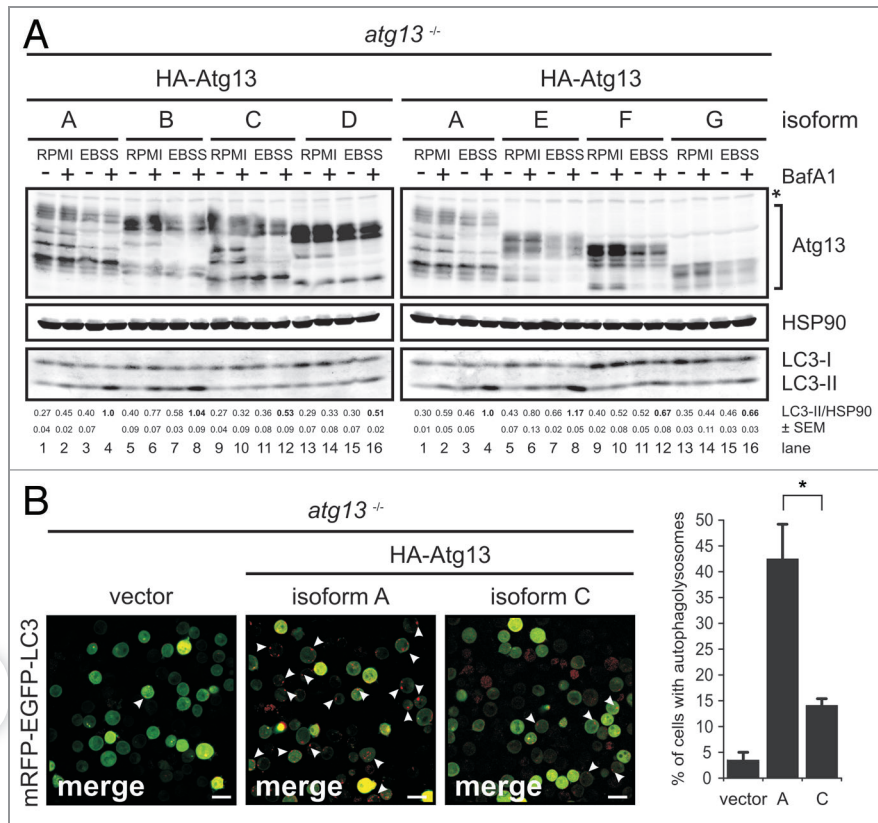 A
atg13 -/-
HA-Atg13 HA-Atg13
A B C D A E F G isoform
RPMI EBSS RPMI EBSS RPMI EBSS RPMI EBSS RPMI EBSS RPMI EBSS RPMI EBSS RPMI EBSS
- + - + - + - + - + - + - + - + - + - + - + - + - + - + - + - + BafA1
*
Atg13
HSP90
LC3-I
LC3-II
0.27 0.45 0.40 1.0 0.40 0.77 0.58 1.04 0.27 0.32 0.36 0.53 0.29 0.33 0.30 0.51 0.30 0.59 0.46 1.0 0.43 0.80 0.66 1.17 0.40 0.52 0.52 0.67 0.35 0.44 0.46 0.66 LC3-II/HSP90
0.04 0.02 0.09 0.09 0.07 0.03 0.09 0.04 0.09 0.08 0.09 0.09 0.08 0.07 0.02 0.01 0.05 0.05 0.07 0.13 0.02 0.05 0.08 0.02 0.05 0.08 0.03 0.11 0.03 0.03 ± SEM
1 2 3 4 5 6 7 8 9 10 11 12 13 14 15 16 1 2 3 4 5 6 7 8 9 10 11 12 13 14 15 16 lane
B
atg13 -/-
HA-Atg13
vector isoform A isoform C
mRFP-EGFP-LC3
merge merge merge
% of cells with autophagolysosomes
*
50
45
40
35
30
25
20
15
10
5
0
vector A C